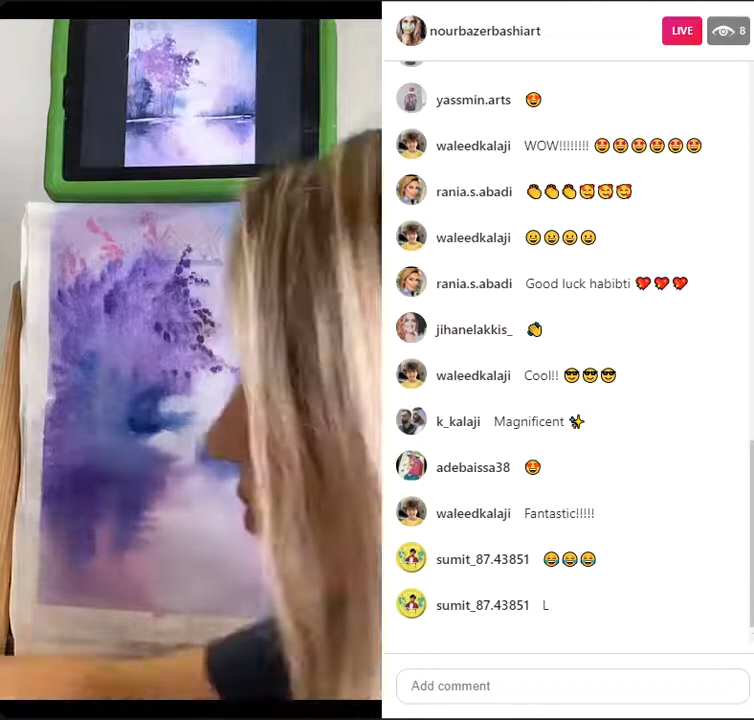 nourbazerbashiart
LIVE
8
yassmin.arts 😍
waleedkalaji WOW!!!!!!!! 😍😍😍😍😍😍
rania.s.abadi 👏👏👏🥰🥰🥰
waleedkalaji 😀😀😀😀
rania.s.abadi Good luck habibti 💖💖💖
jihanelakkis_ 👏
waleedkalaji Cool!! 😎😎😎
k_kalaji Magnificent ✨
adebaissa38 😍
waleedkalaji Fantastic!!!!!
sumit_87.43851 😂😂😂
sumit_87.43851 L
Add comment